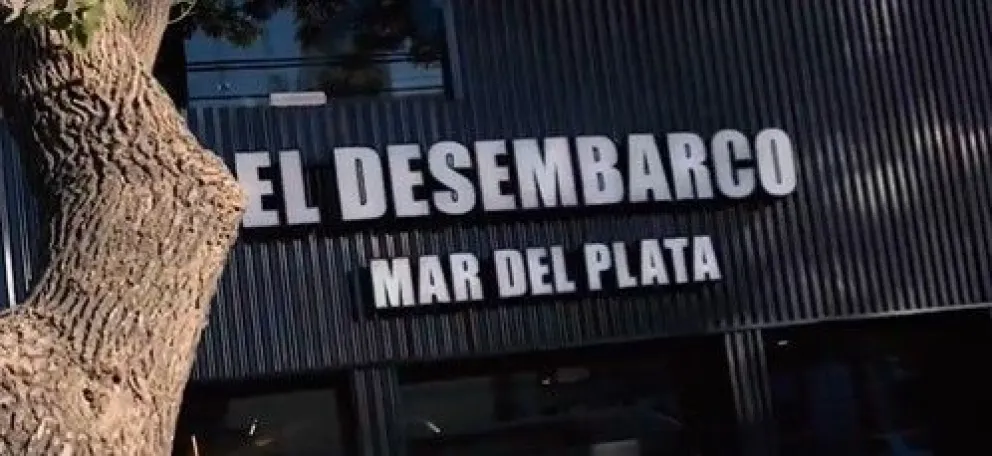 EL DESEMBARCO
MAR DEL PLATA